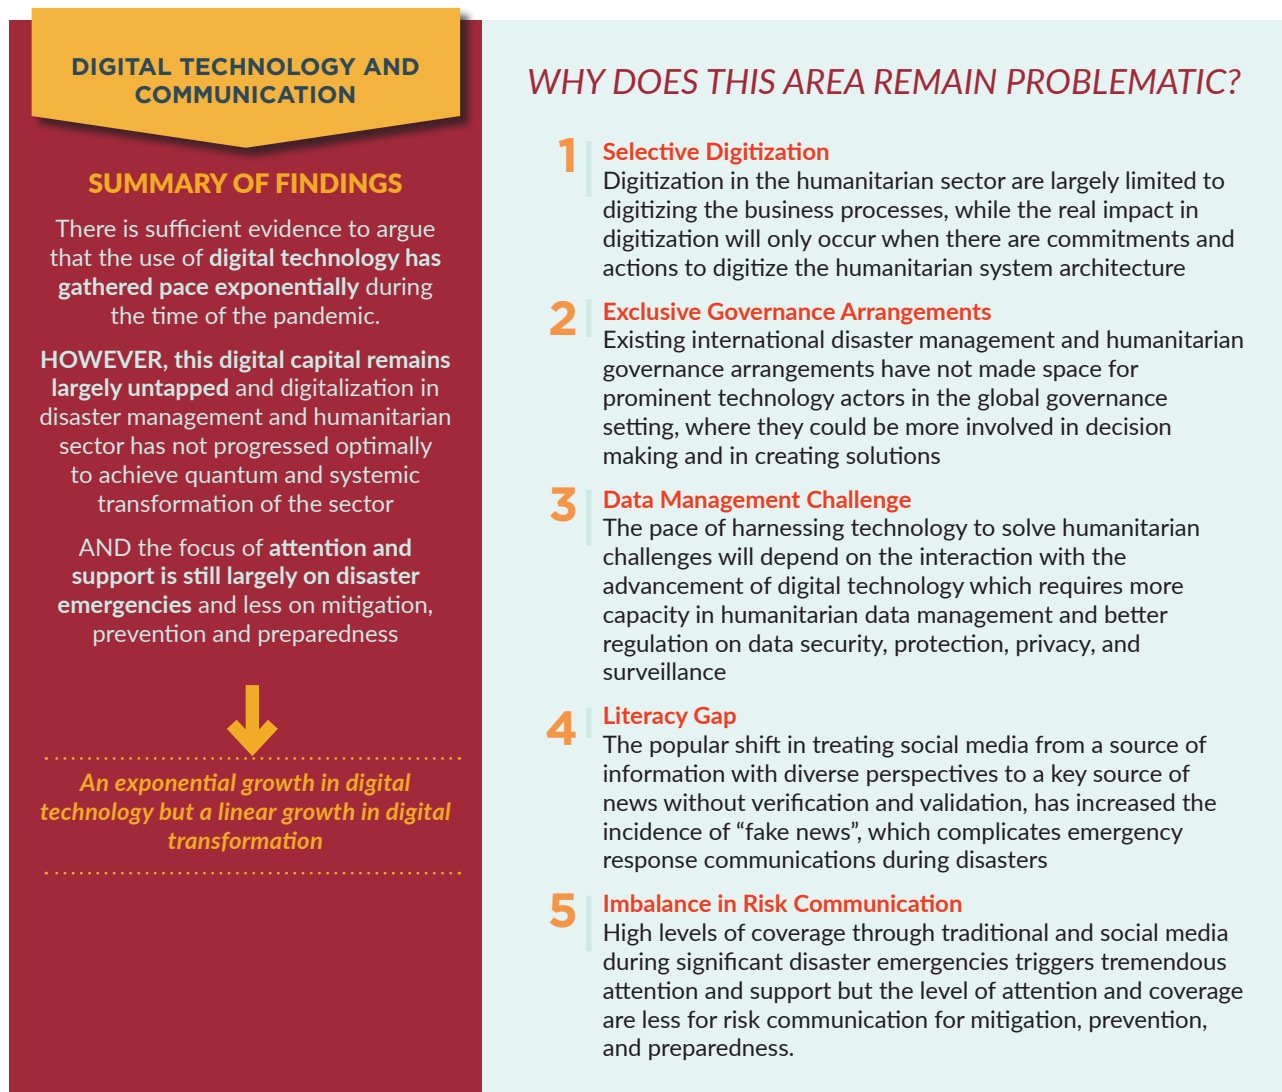 DIGITAL TECHNOLOGY AND
COMMUNICATION
SUMMARY OF FINDINGS
There is sufficient evidence to argue
that the use of digital technology has
gathered pace exponentially during
the time of the pandemic.
HOWEVER, this digital capital remains
largely untapped and digitalization in
disaster management and humanitarian
sector has not progressed optimally
to achieve quantum and systemic
transformation of the sector
AND the focus of attention and
support is still largely on disaster
emergencies and less on mitigation,
prevention and preparedness
An exponential growth in digital
technology but a linear growth in digital
transformation
WHY DOES THIS AREA REMAIN PROBLEMATIC?
1 Selective Digitization
Digitization in the humanitarian sector are largely limited to
digitizing the business processes, while the real impact in
digitization will only occur when there are commitments and
actions to digitize the humanitarian system architecture
2 Exclusive Governance Arrangements
Existing international disaster management and humanitarian
governance arrangements have not made space for
prominent technology actors in the global governance
setting, where they could be more involved in decision
making and in creating solutions
3 Data Management Challenge
The pace of harnessing technology to solve humanitarian
challenges will depend on the interaction with the
advancement of digital technology which requires more
capacity in humanitarian data management and better
regulation on data security, protection, privacy, and
surveillance
4 Literacy Gap
The popular shift in treating social media from a source of
information with diverse perspectives to a key source of
news without verification and validation, has increased the
incidence of “fake news”, which complicates emergency
response communications during disasters
5 Imbalance in Risk Communication
High levels of coverage through traditional and social media
during significant disaster emergencies triggers tremendous
attention and support but the level of attention and coverage
are less for risk communication for mitigation, prevention,
and preparedness.